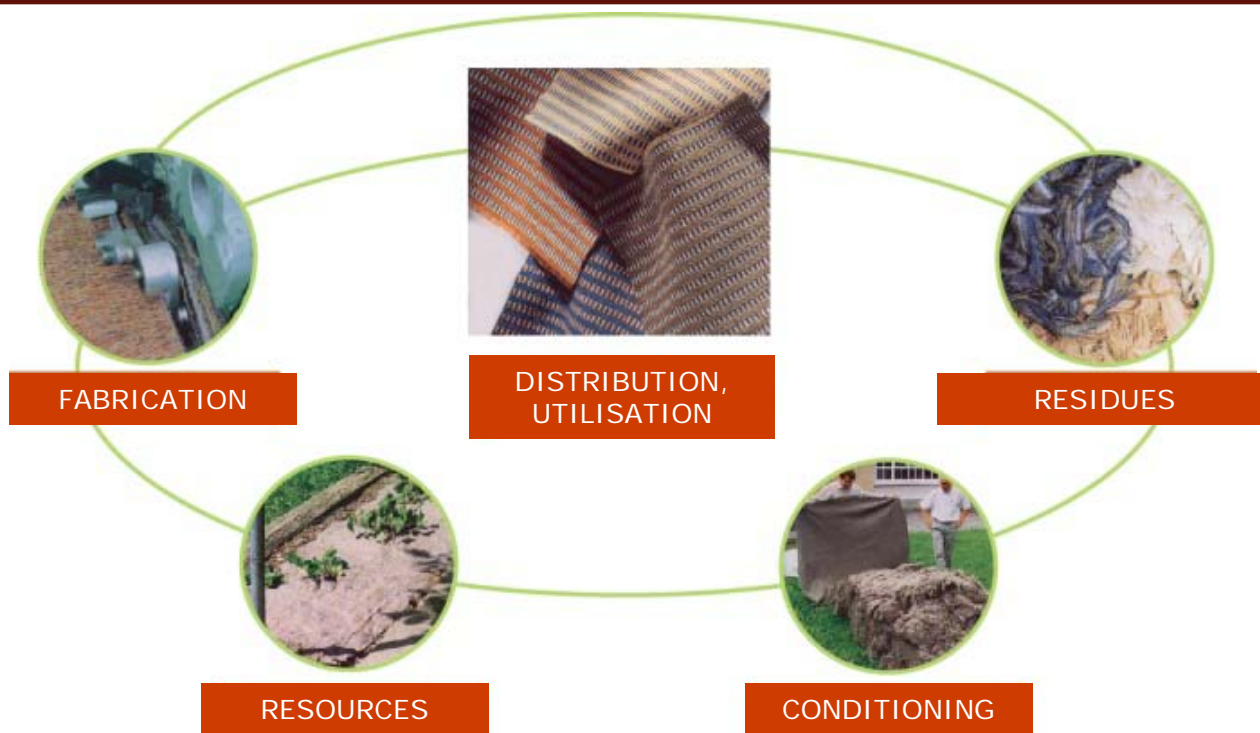 FABRICATION
DISTRIBUTION,
UTILISATION
RESIDUES
RESOURCES
CONDITIONING